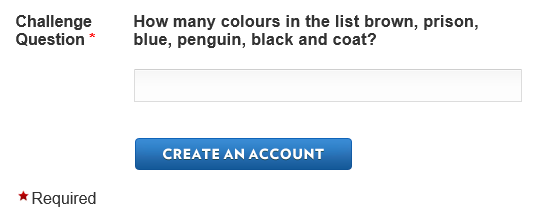 Challenge Question *
How many colours in the list brown, prison,
blue, penguin, black and coat?
CREATE AN ACCOUNT
★ Required